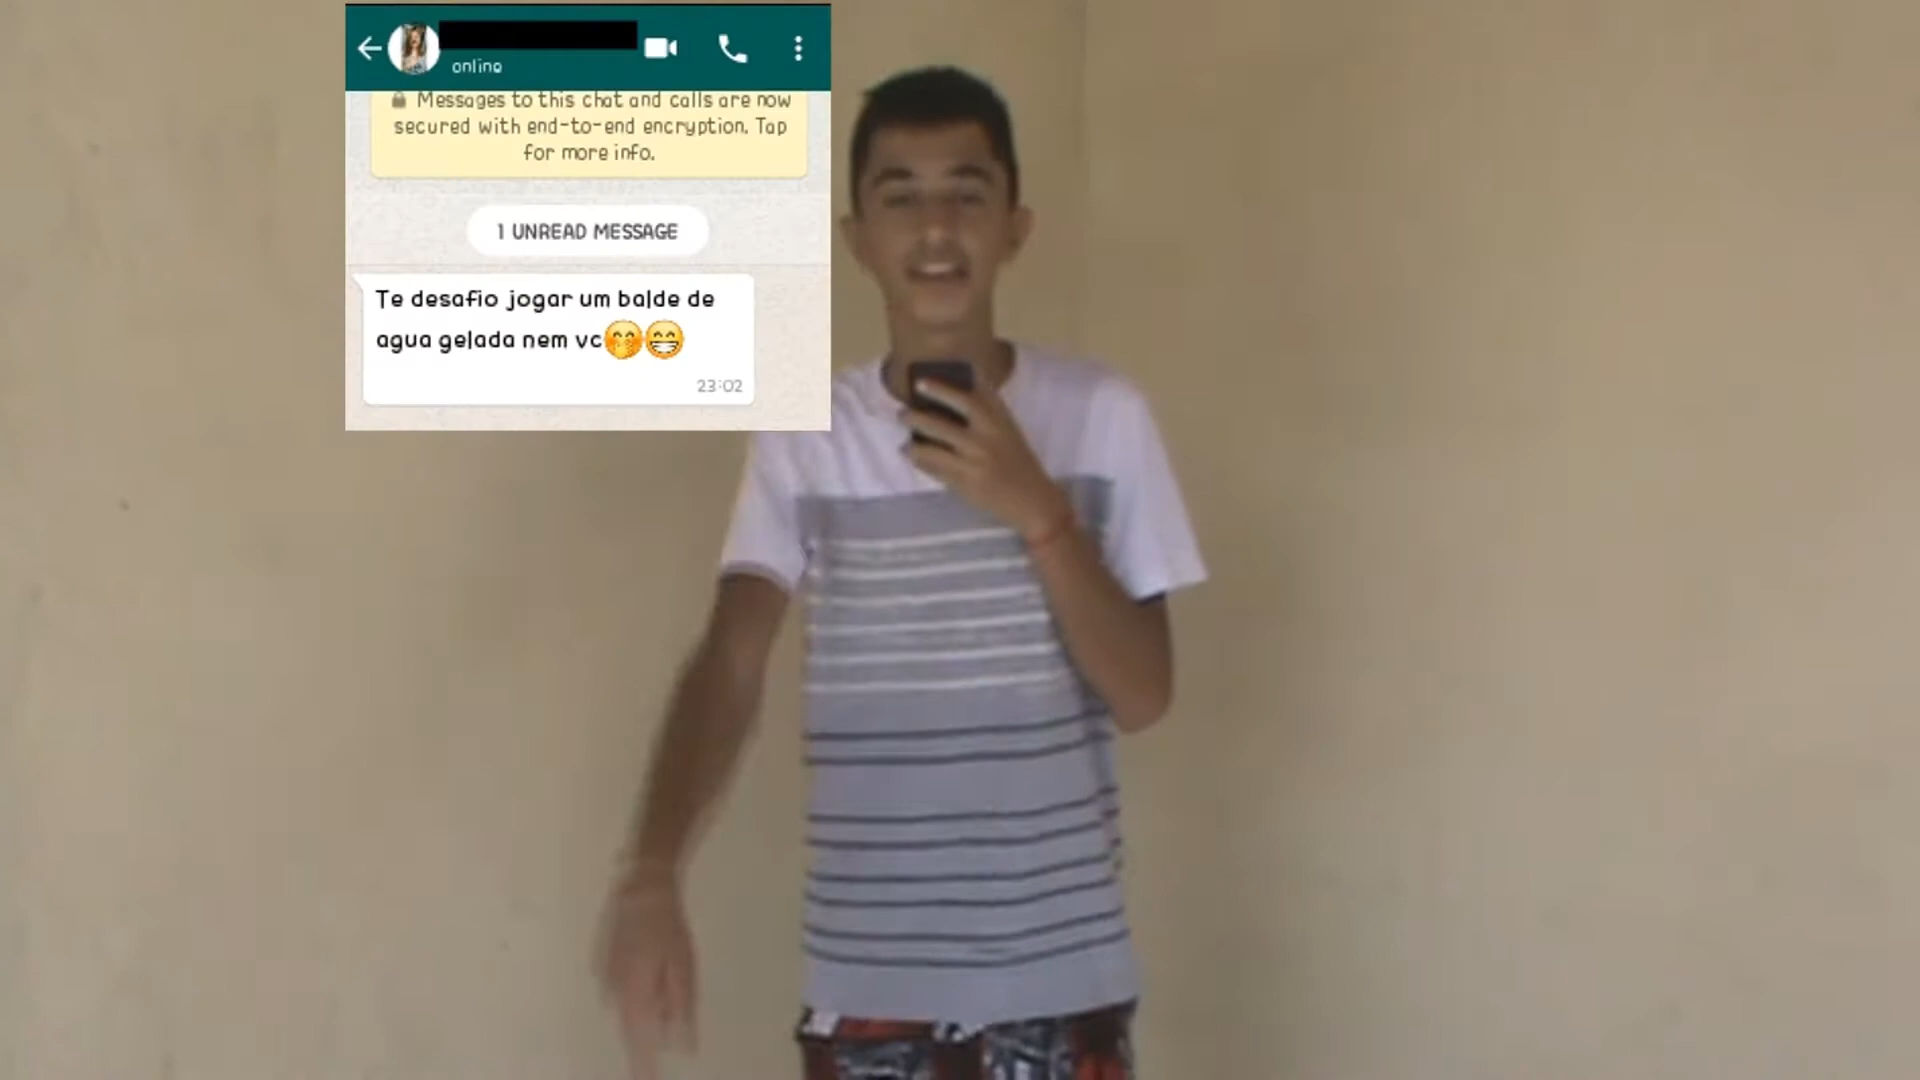 online
Messages to this chat and calls are now
secured with end-to-end encryption. Tap
for more info.
1 UNREAD MESSAGE
Te desafio jogar um balde de
agua gelada nem vc🤭😁
23:02